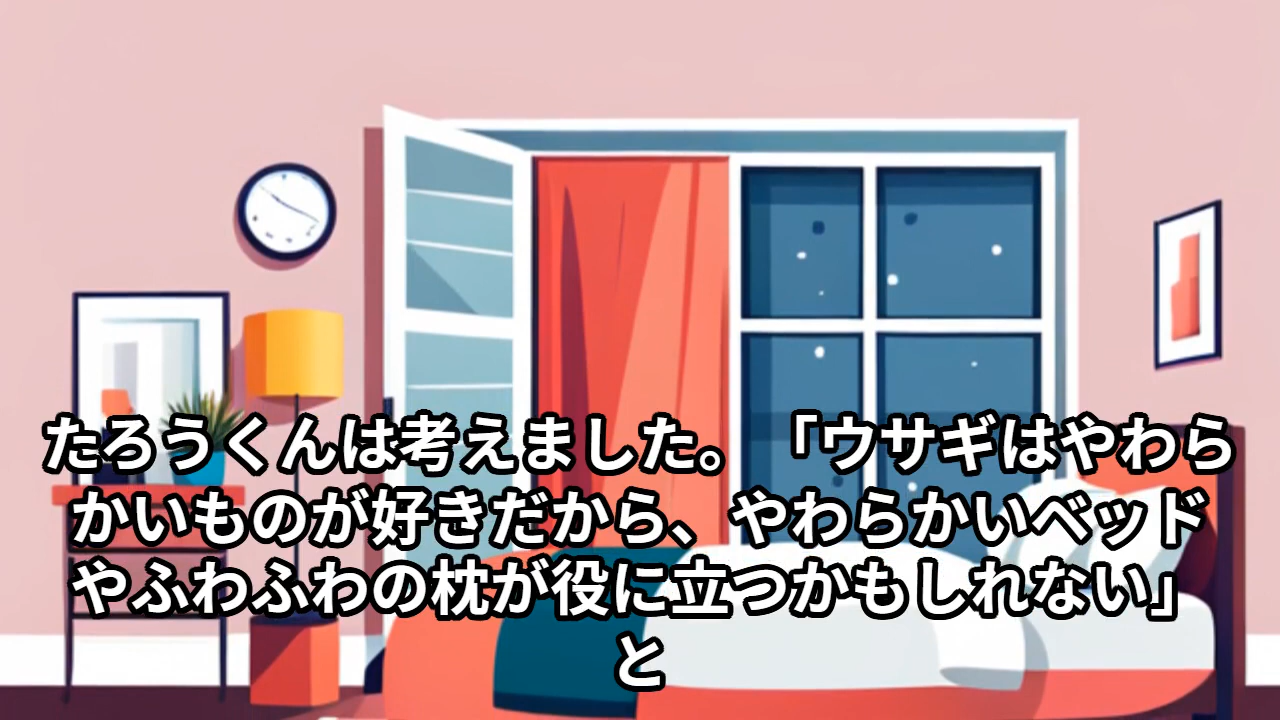 たろうくんは考えました。「ウサギはやわら
かいものが好きだから、やわらかいベッド
やふわふわの枕が役に立つかもしれない」
と